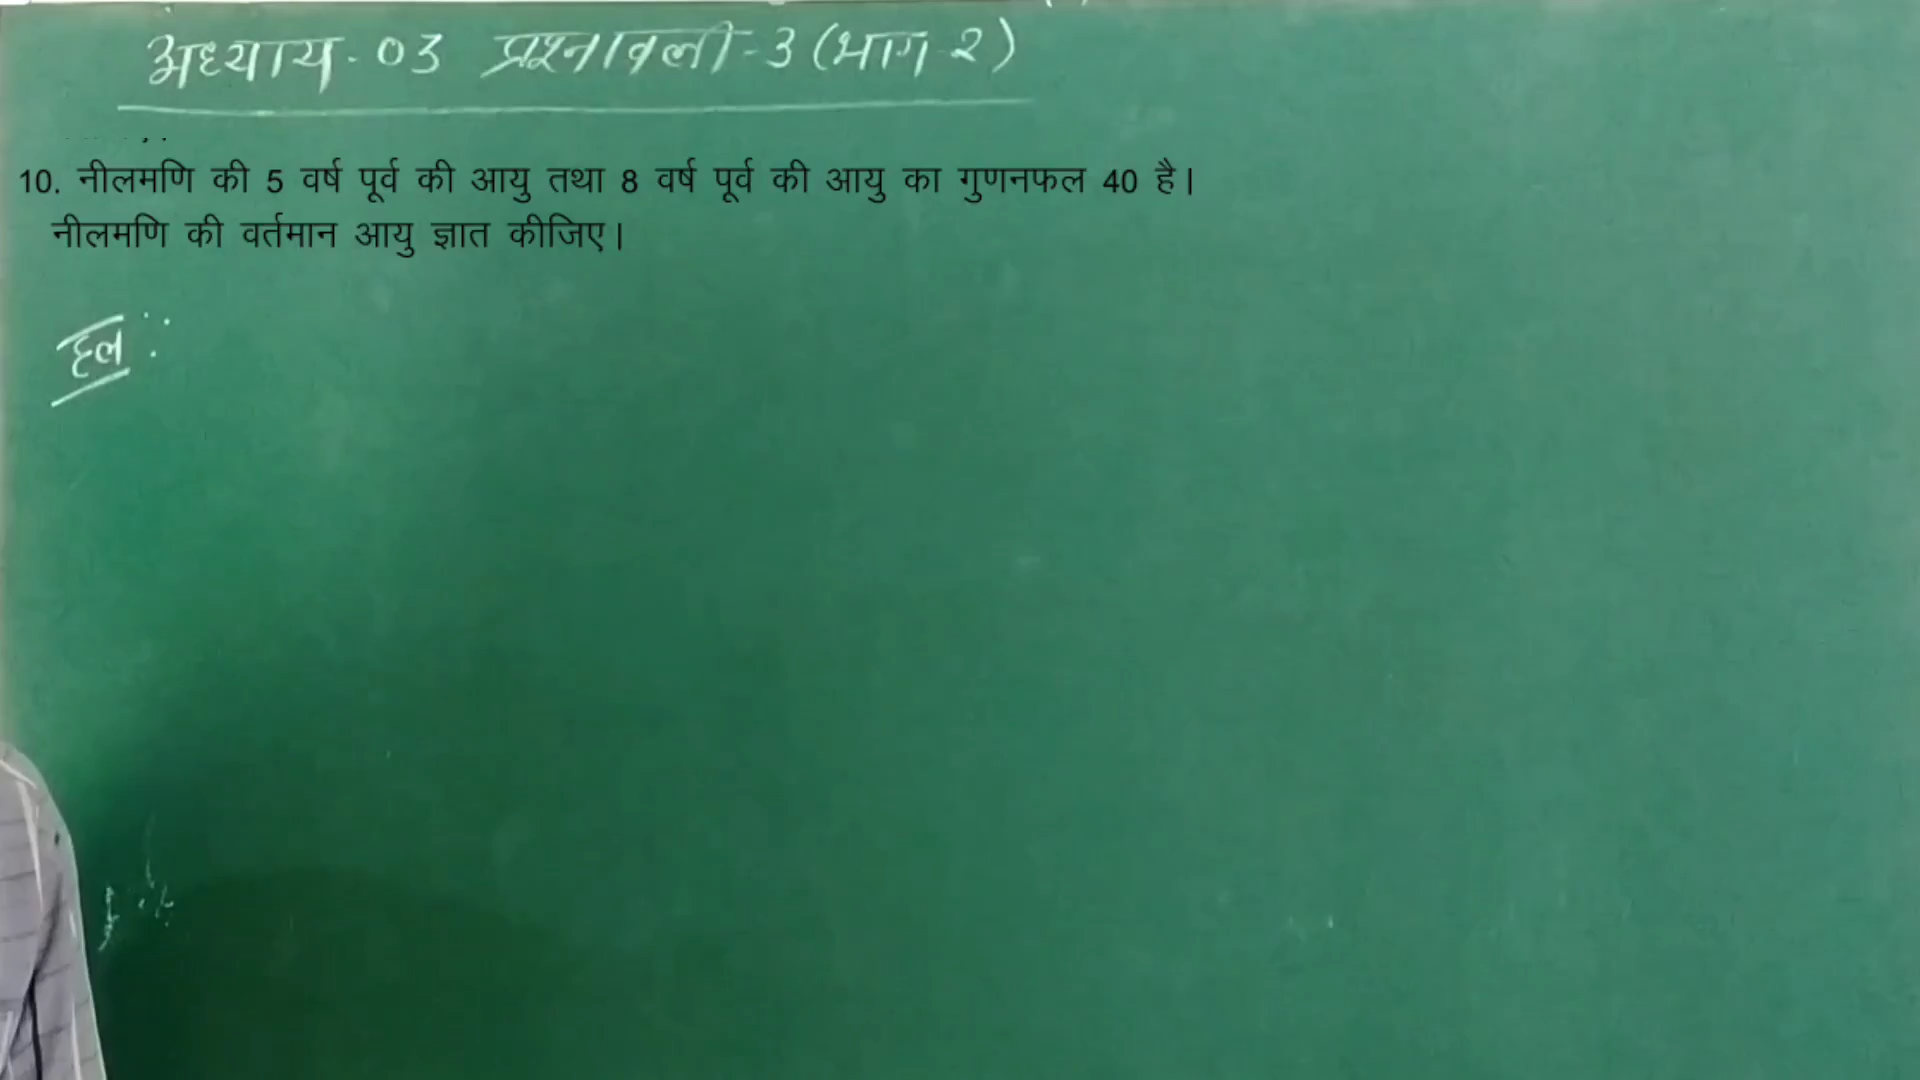 अध्याय-03 प्रश्नावली-3 (भाग 2)
10. नीलमणि की 5 वर्ष पूर्व की आयु तथा 8 वर्ष पूर्व की आयु का गुणनफल 40 है।
नीलमणि की वर्तमान आयु ज्ञात कीजिए।
हल :